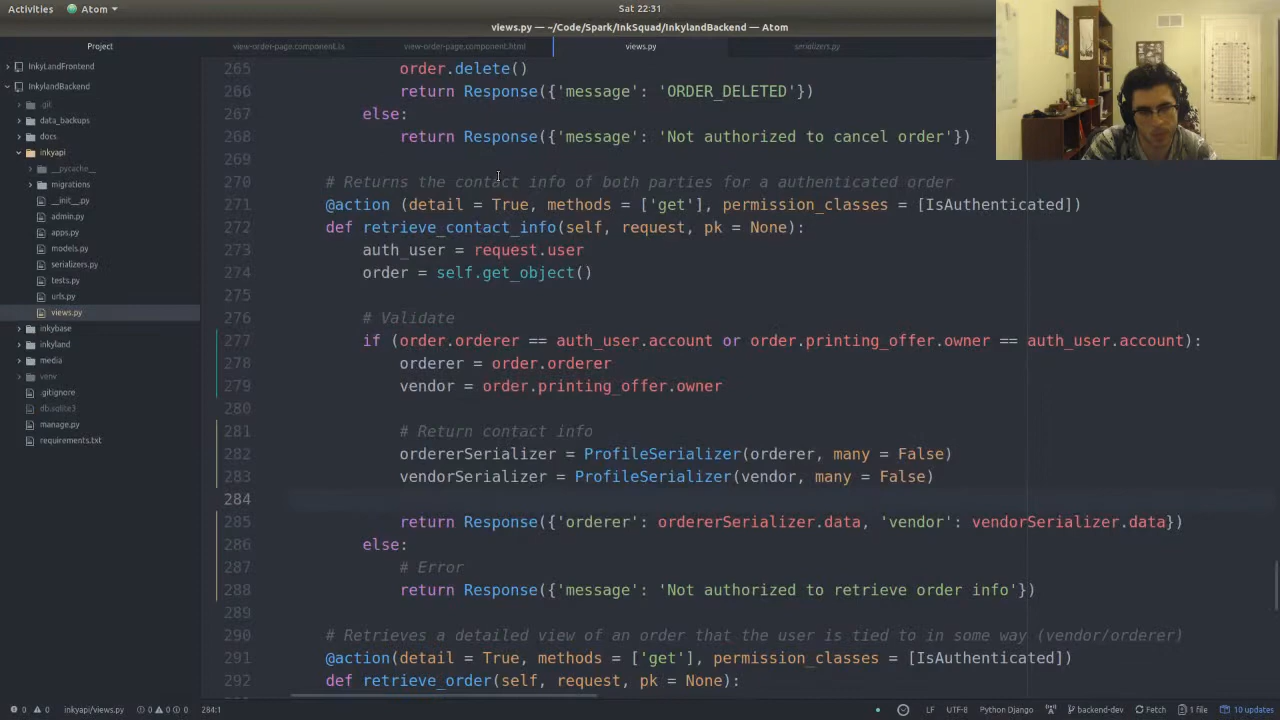 Activities
Atom
Sat 22:31
views.py — ~/Code/Spark/InkSquad/InkylandBackend — Atom
Project
view-order-page.component.ts
view-order-page.component.html
views.py
serializers.py
InkyLandFrontend
InkylandBackend
.git
data_backups
docs
inkyapi
__pycache__
migrations
__init__.py
admin.py
apps.py
models.py
serializers.py
tests.py
urls.py
views.py
inkybase
inkyland
media
venv
.gitignore
db.sqlite3
manage.py
requirements.txt
265 order.delete()
266 return Response({'message': 'ORDER_DELETED'})
267 else:
268 return Response({'message': 'Not authorized to cancel order'})
269
270 # Returns the contact info of both parties for a authenticated order
271 @action (detail = True, methods = ['get'], permission_classes = [IsAuthenticated])
272 def retrieve_contact_info(self, request, pk = None):
273 auth_user = request.user
274 order = self.get_object()
275
276 # Validate
277 if (order.orderer == auth_user.account or order.printing_offer.owner == auth_user.account):
278 orderer = order.orderer
279 vendor = order.printing_offer.owner
280
281 # Return contact info
282 ordererSerializer = ProfileSerializer(orderer, many = False)
283 vendorSerializer = ProfileSerializer(vendor, many = False)
284
285 return Response({'orderer': ordererSerializer.data, 'vendor': vendorSerializer.data})
286 else:
287 # Error
288 return Response({'message': 'Not authorized to retrieve order info'})
289
290 # Retrieves a detailed view of an order that the user is tied to in some way (vendor/orderer)
291 @action(detail = True, methods = ['get'], permission_classes = [IsAuthenticated])
292 def retrieve_order(self, request, pk = None):
0 0 inkyapi/views.py 0 0 0 284:1
LF UTF-8 Python Django backend-dev Fetch 1 file 10 updates